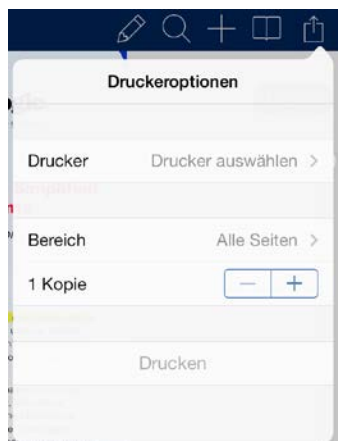 Druckeroptionen
Drucker Drucker auswählen >
Bereich Alle Seiten >
1 Kopie − +
Drucken